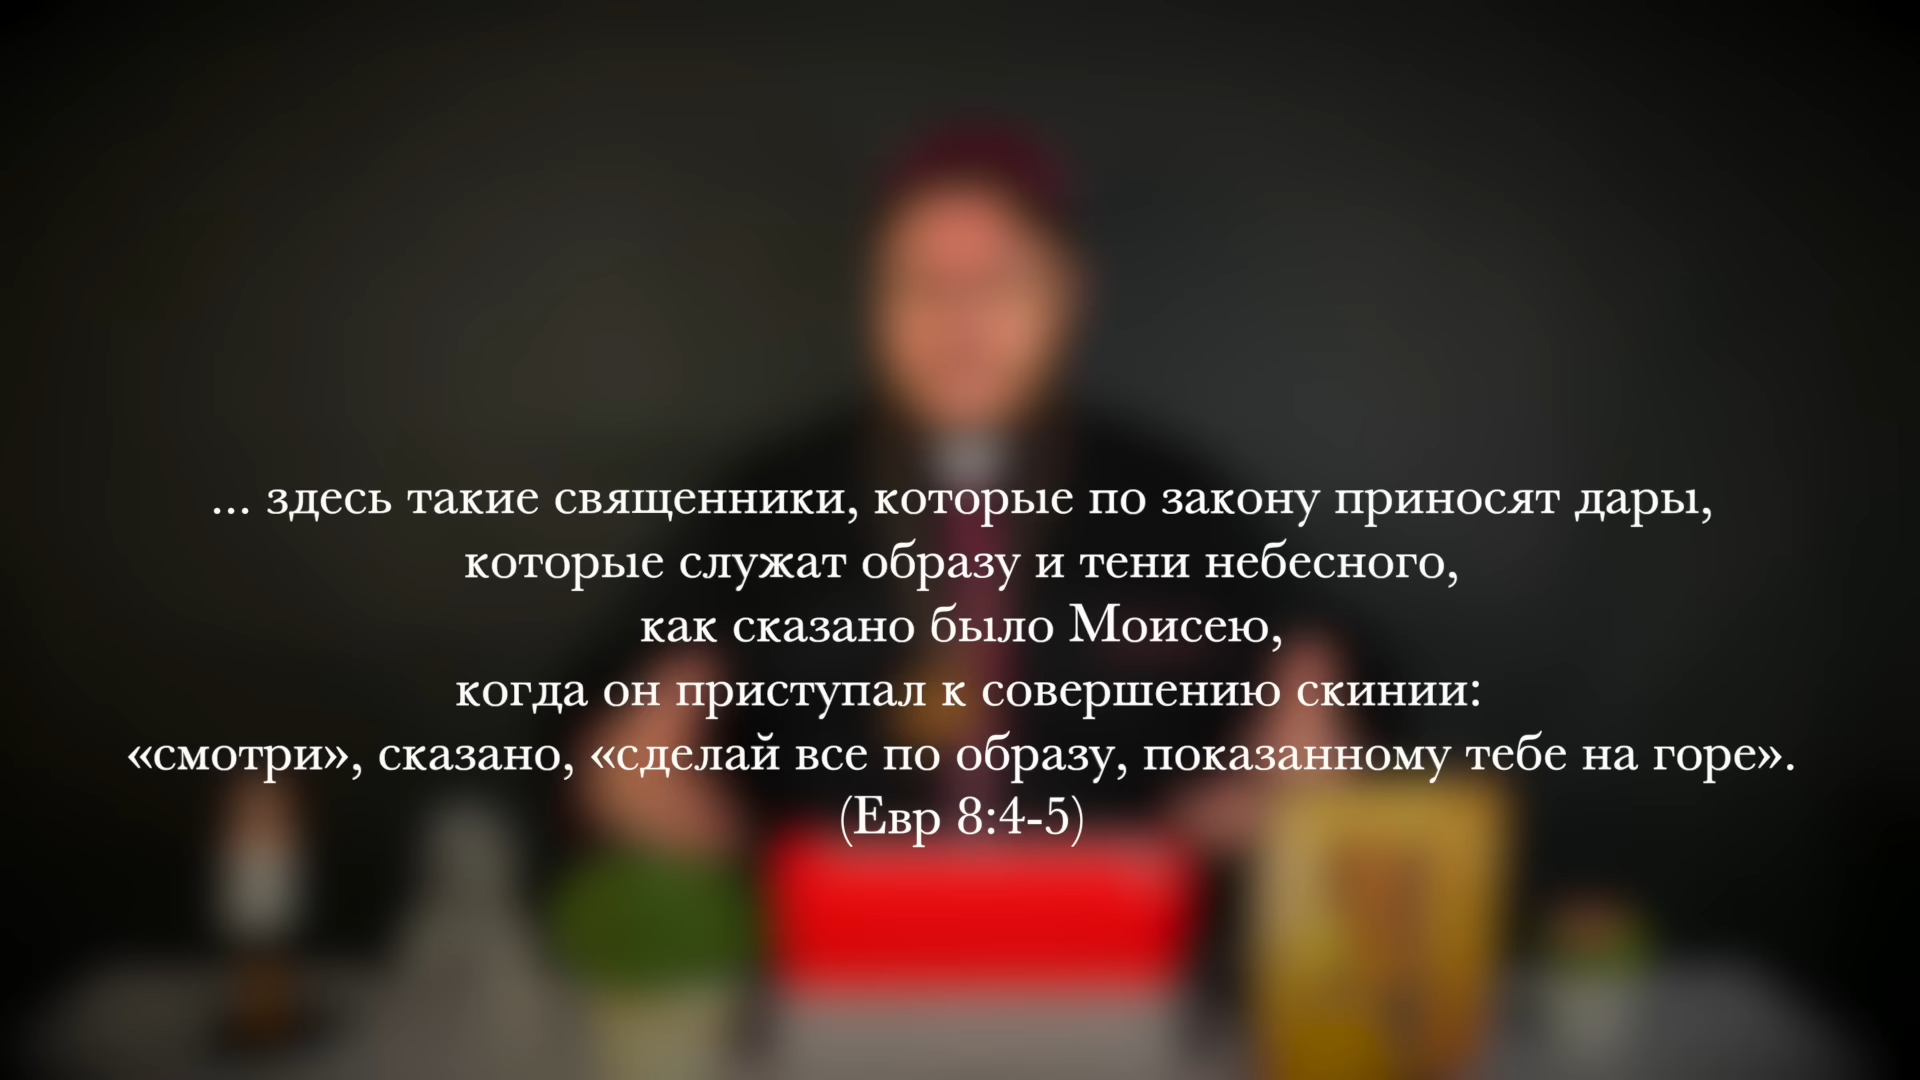 ... здесь такие священники, которые по закону приносят дары,
которые служат образу и тени небесного,
как сказано было Моисею,
когда он приступал к совершению скинии:
«смотри», сказано, «сделай все по образу, показанному тебе на горе».
(Евр 8:4-5)